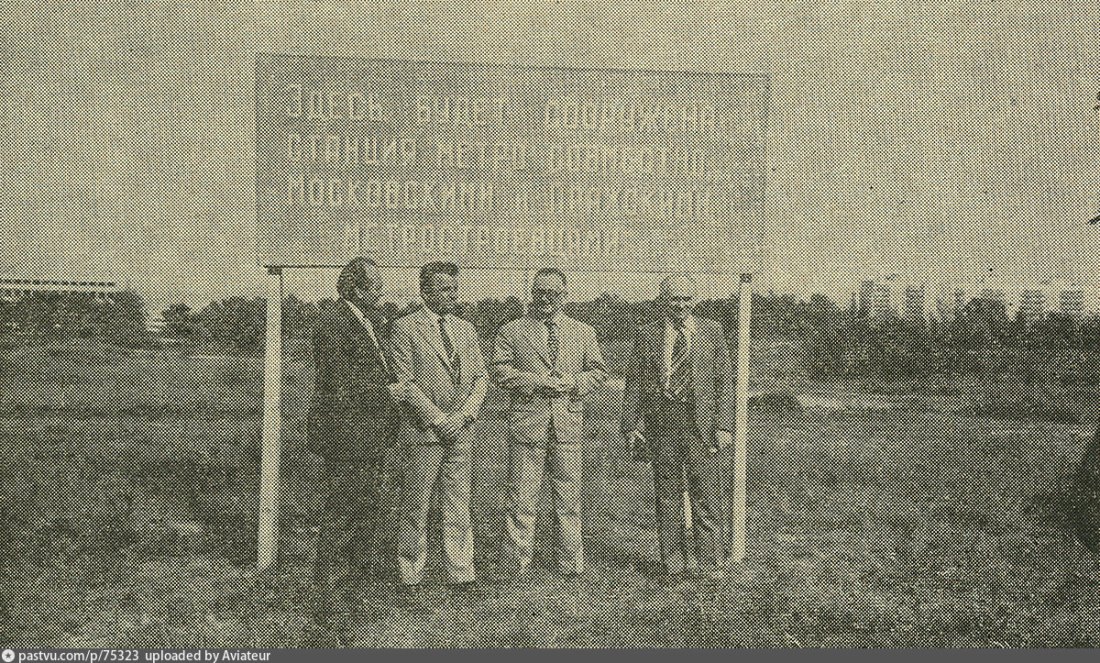 ЗДЕСЬ БУДЕТ СООРУЖЕНА
СТАНЦИЯ МЕТРО СОВМЕСТНО
МОСКОВСКИМИ И ПРАЖСКИМИ
МЕТРОСТРОЕВЦАМИ
pastvu.com/p/75323 uploaded by Aviateur